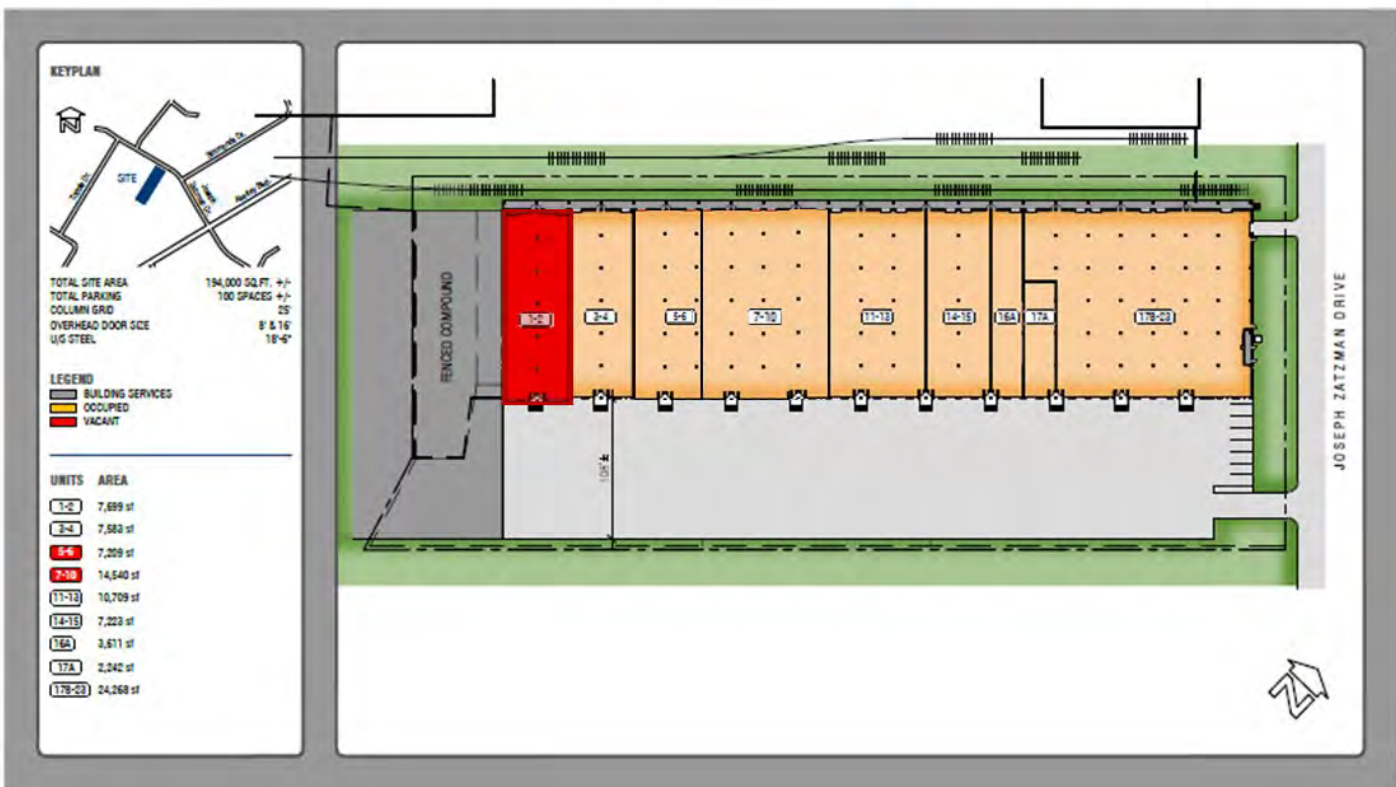 KEYPLAN
N
SITE
TOTAL SITE AREA 194,000 SQ.FT. +/-
TOTAL PARKING 100 SPACES +/-
COLUMN GRID 25'
OVERHEAD DOOR SIZE 8' & 16'
U/S STEEL 18'-6"
LEGEND
BUILDING SERVICES
OCCUPIED
VACANT
UNITS AREA
1-2 7,699 sf
3-4 7,583 sf
5-6 7,209 sf
7-10 14,540 sf
11-13 10,709 sf
14-15 7,223 sf
16A 3,611 sf
17A 2,242 sf
17B-23 24,268 sf
FENCED COMPOUND
1-2
3-4
5-6
7-10
11-13
14-15
16A
17A
17B-23
108'±
JOSEPH ZATZMAN DRIVE
N